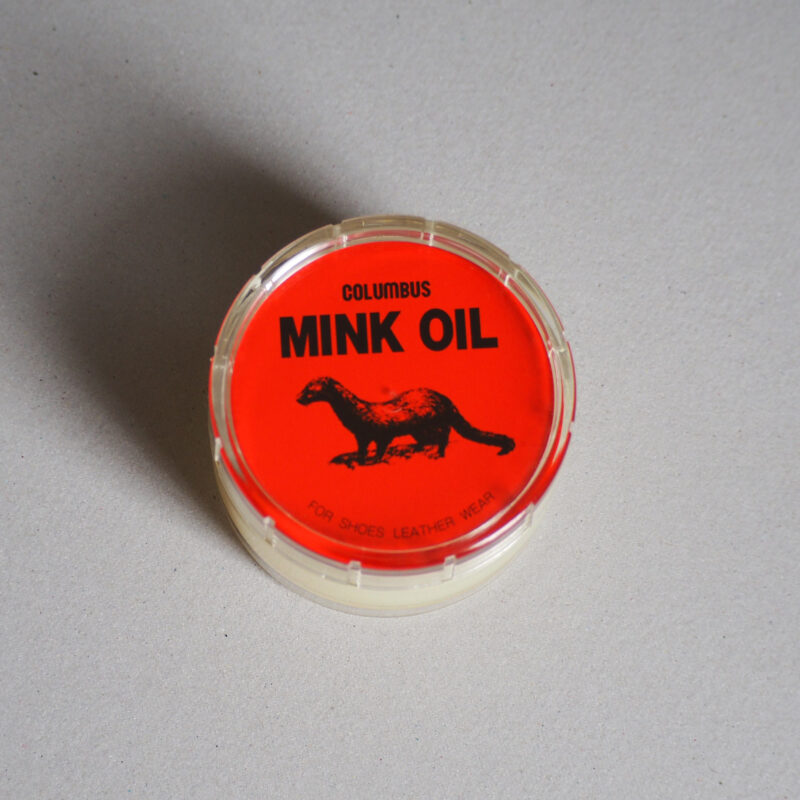 COLUMBUS
MINK OIL
FOR SHOES LEATHER WEAR